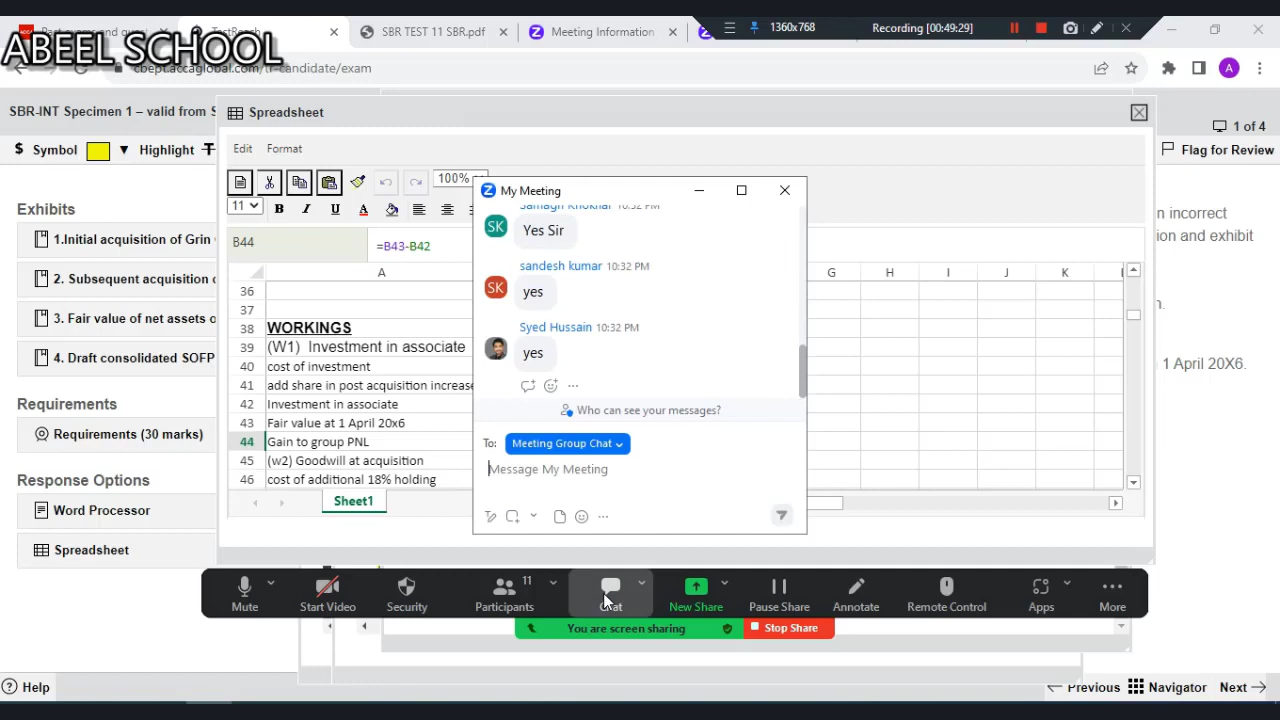 TestReach
SBR TEST 11 SBR.pdf
Meeting Information
1360x768
Recording [00:49:29]
ABEEL SCHOOL
cbept.accaglobal.com/tr-candidate/exam
A
SBR-INT Specimen 1 – valid from S
Spreadsheet
1 of 4
$ Symbol
Highlight
Edit
Format
Flag for Review
100%
11
B
I
U
A
My Meeting
Exhibits
1.Initial acquisition of Grin
2. Subsequent acquisition o
3. Fair value of net assets o
4. Draft consolidated SOFP
Requirements
Requirements (30 marks)
Response Options
Word Processor
Spreadsheet
n incorrect
ion and exhibit
n.
1 April 20X6.
B44
=B43-B42
A
G
H
I
J
K
36
37
38 WORKINGS
39 (W1) Investment in associate
40 cost of investment
41 add share in post acquisition increase
42 Investment in associate
43 Fair value at 1 April 20x6
44 Gain to group PNL
45 (w2) Goodwill at acquisition
46 cost of additional 18% holding
Sheet1
Samagh Khokhar 10:32 PM
SK
Yes Sir
sandesh kumar 10:32 PM
SK
yes
Syed Hussain 10:32 PM
yes
Who can see your messages?
To: Meeting Group Chat
Message My Meeting
Mute
Start Video
Security
11
Participants
Chat
New Share
Pause Share
Annotate
Remote Control
Apps
More
You are screen sharing
Stop Share
Help
Previous
Navigator
Next